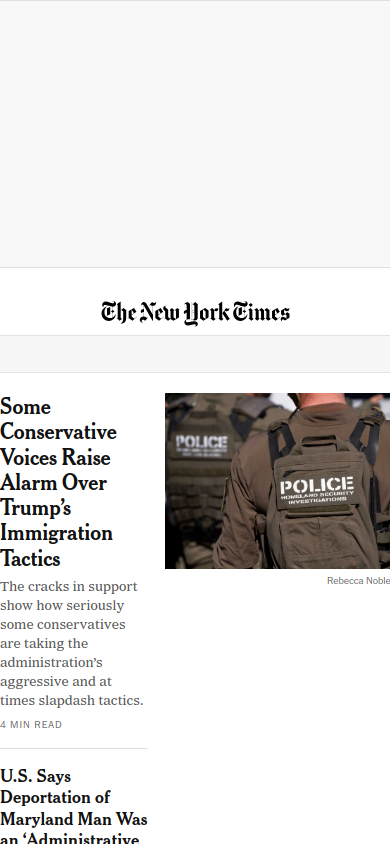 The New York Times
Some
Conservative
Voices Raise
Alarm Over
Trump’s
Immigration
Tactics
The cracks in support
show how seriously
some conservatives
are taking the
administration’s
aggressive and at
times slapdash tactics.
4 MIN READ
POLICE
POLICE
HOMELAND SECURITY
INVESTIGATIONS
Rebecca Noble
U.S. Says
Deportation of
Maryland Man Was
an ‘Administrative